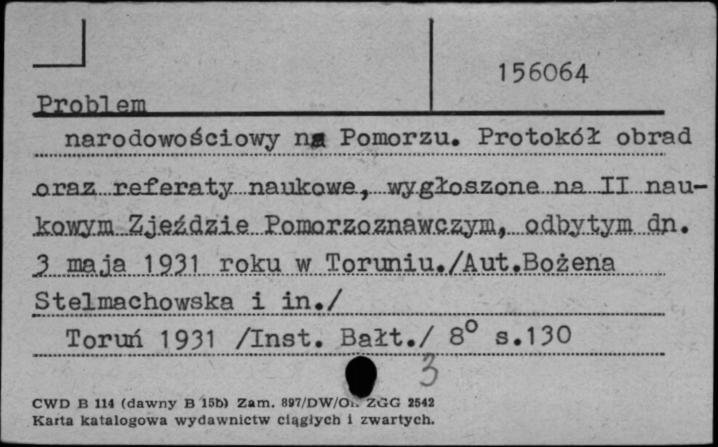 156064
Problem
narodowościowy na Pomorzu. Protokół obrad
oraz referaty naukowe, wygłoszone na II nau-
kowym Zjeździe Pomorzoznawczym, odbytym dn.
3 maja 1931 roku w Toruniu./Aut.Bożena
Stelmachowska i in./
Toruń 1931 /Inst. Bałt./ 8° s.130
3
CWD B 114 (dawny B 15b) Zam. 897/DW/O ZGG 2542
Karta katalogowa wydawnictw ciągłych i zwartych.